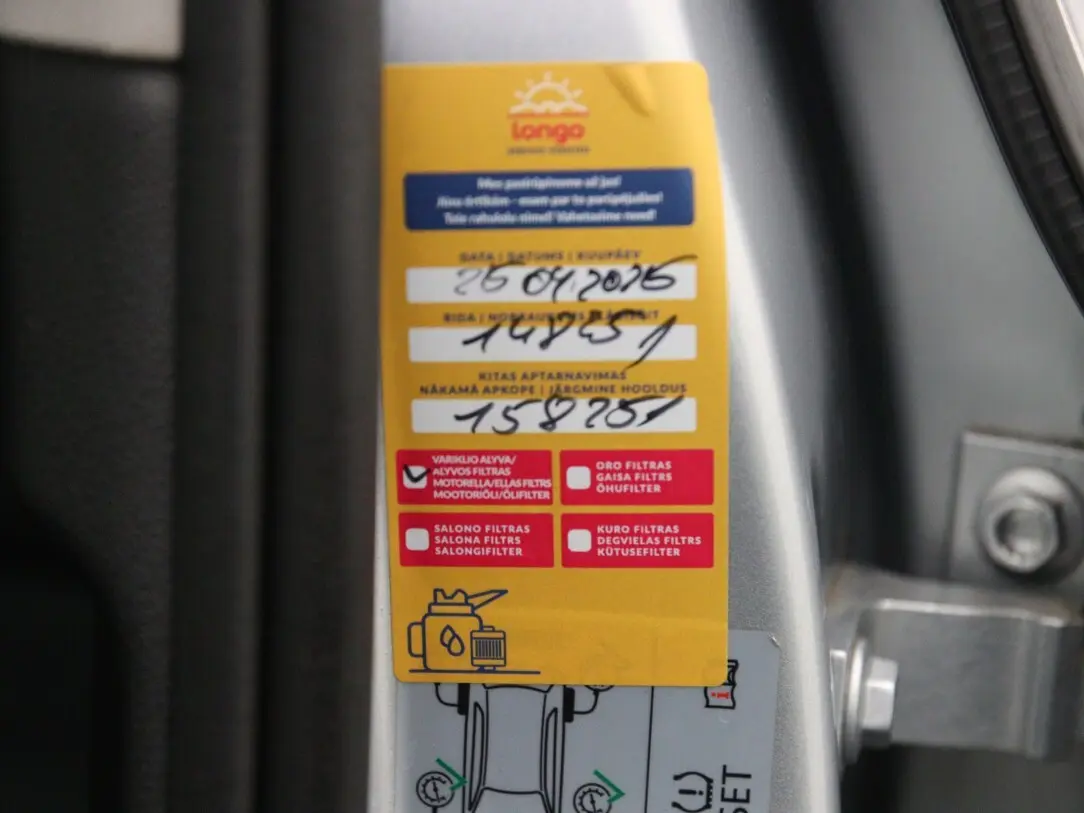 longo
DATA | DATUMS | KUUPÄEV
25 04.2025
RIDA | NOBRAUKUMS | LÄBISÕIT
148251
KITAS APTARNAVIMAS
NĀKAMĀ APKOPE | JÄRGMINE HOOLDUS
158251
VARIKLIO ALYVA/
ALYVOS FILTRAS
MOTORELLA/ELLAS FILTRS
MOOTORIÕLI/ÕLIFILTER
ORO FILTRAS
GAISA FILTRS
ÕHUFILTER
SALONO FILTRAS
SALONA FILTRS
SALONGIFILTER
KURO FILTRAS
DEGVIELAS FILTRS
KÜTUSEFILTER
SET